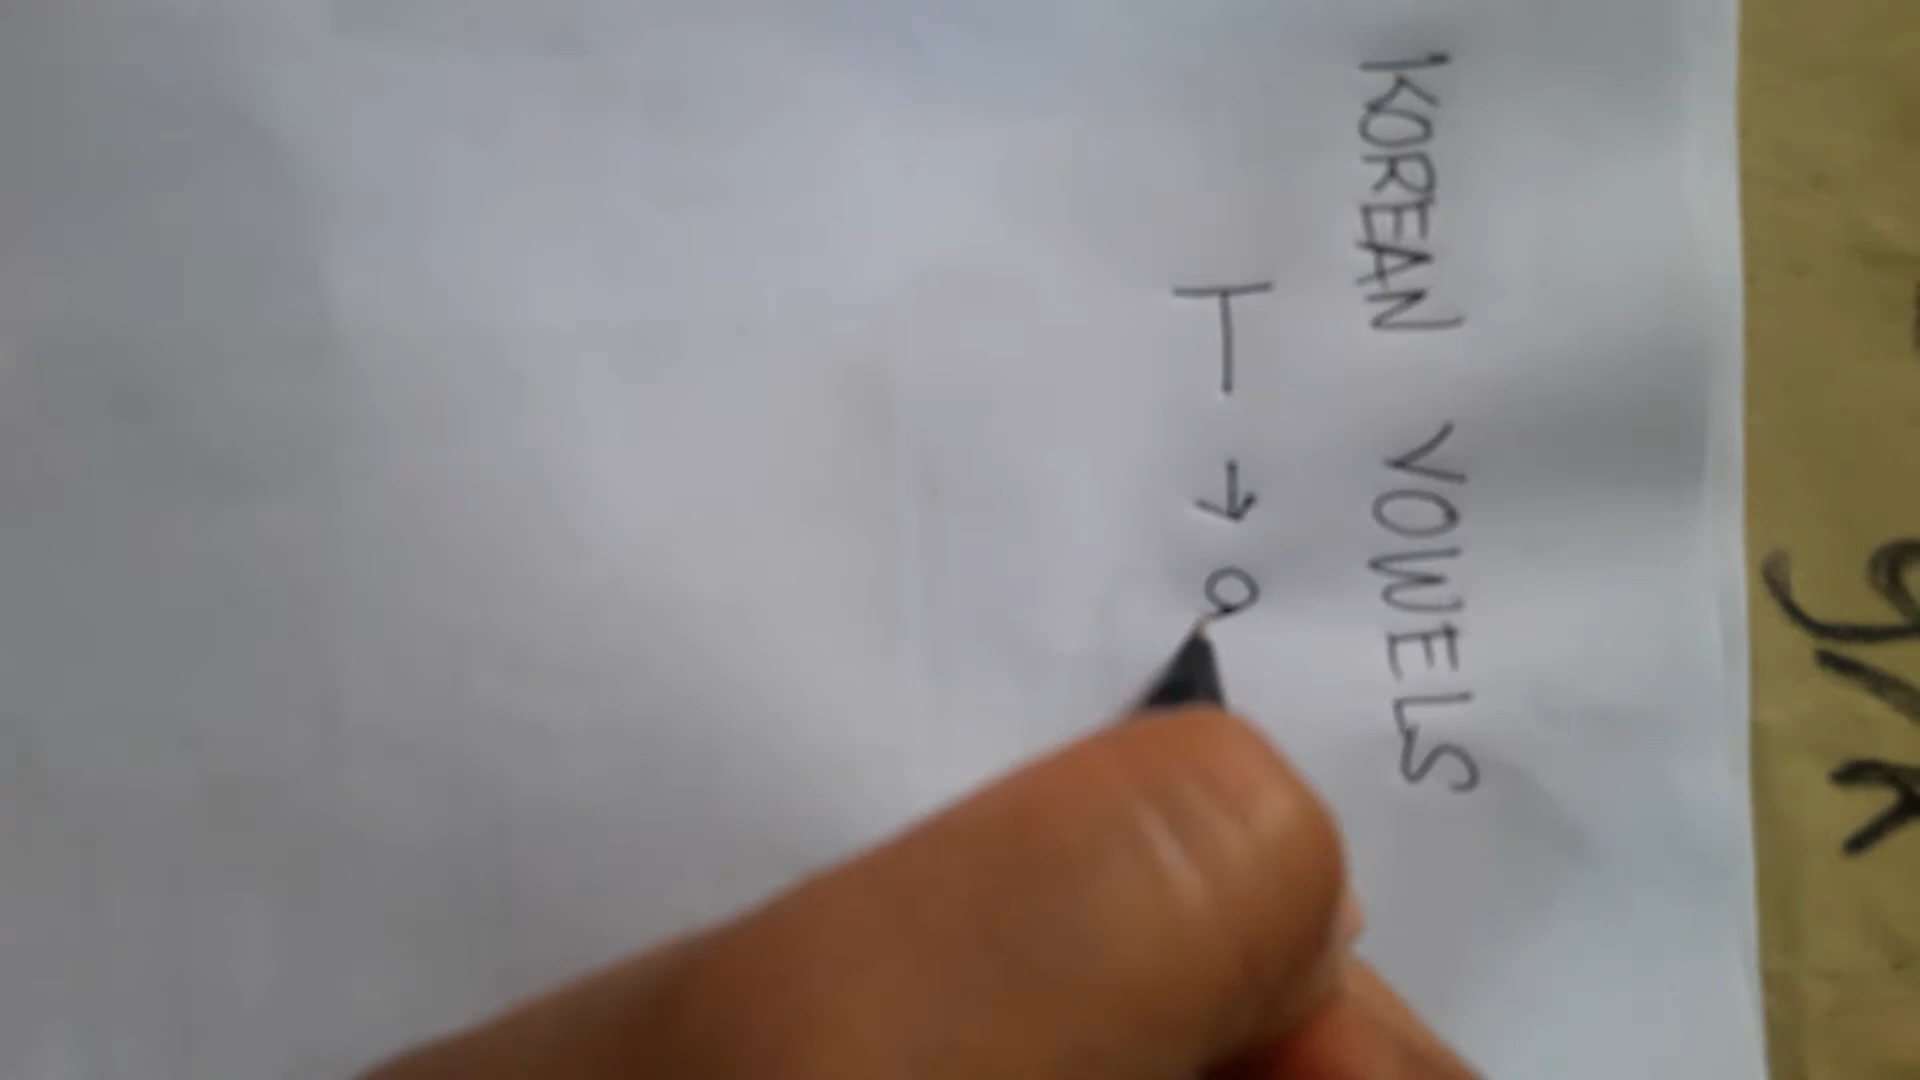 g/k
KOREAN VOWELS
ㅏ → a